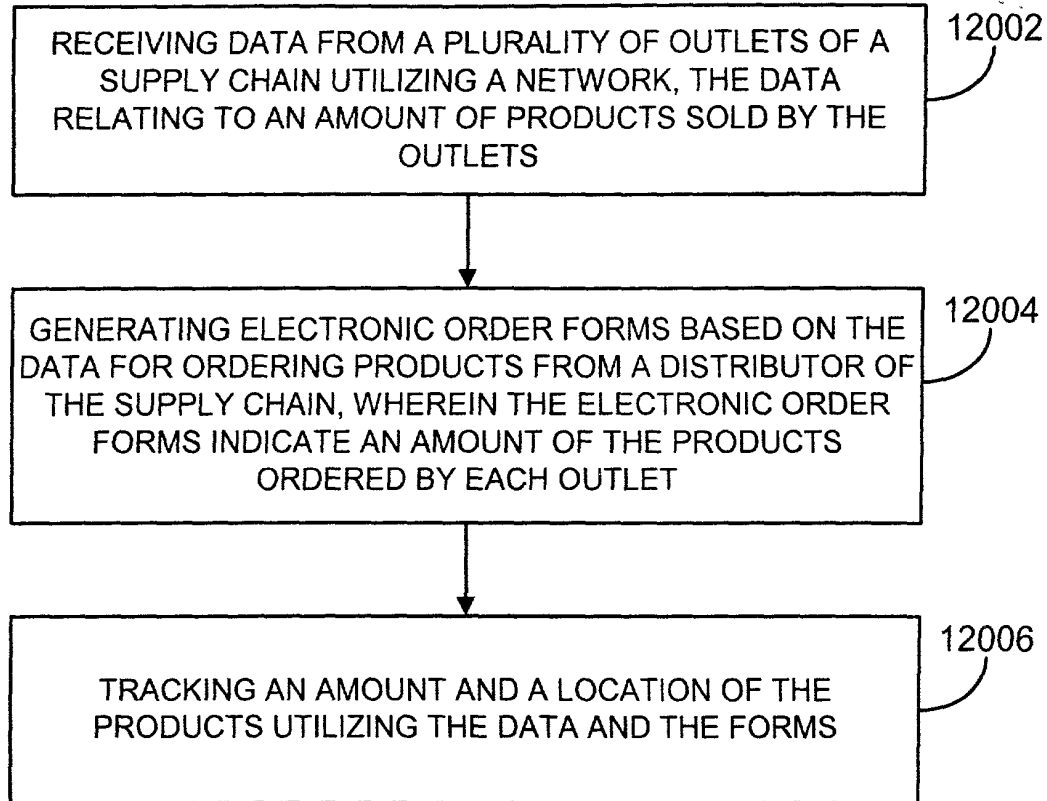 RECEIVING DATA FROM A PLURALITY OF OUTLETS OF A
SUPPLY CHAIN UTILIZING A NETWORK, THE DATA
RELATING TO AN AMOUNT OF PRODUCTS SOLD BY THE
OUTLETS
12002
GENERATING ELECTRONIC ORDER FORMS BASED ON THE
DATA FOR ORDERING PRODUCTS FROM A DISTRIBUTOR OF
THE SUPPLY CHAIN, WHEREIN THE ELECTRONIC ORDER
FORMS INDICATE AN AMOUNT OF THE PRODUCTS
ORDERED BY EACH OUTLET
12004
TRACKING AN AMOUNT AND A LOCATION OF THE
PRODUCTS UTILIZING THE DATA AND THE FORMS
12006